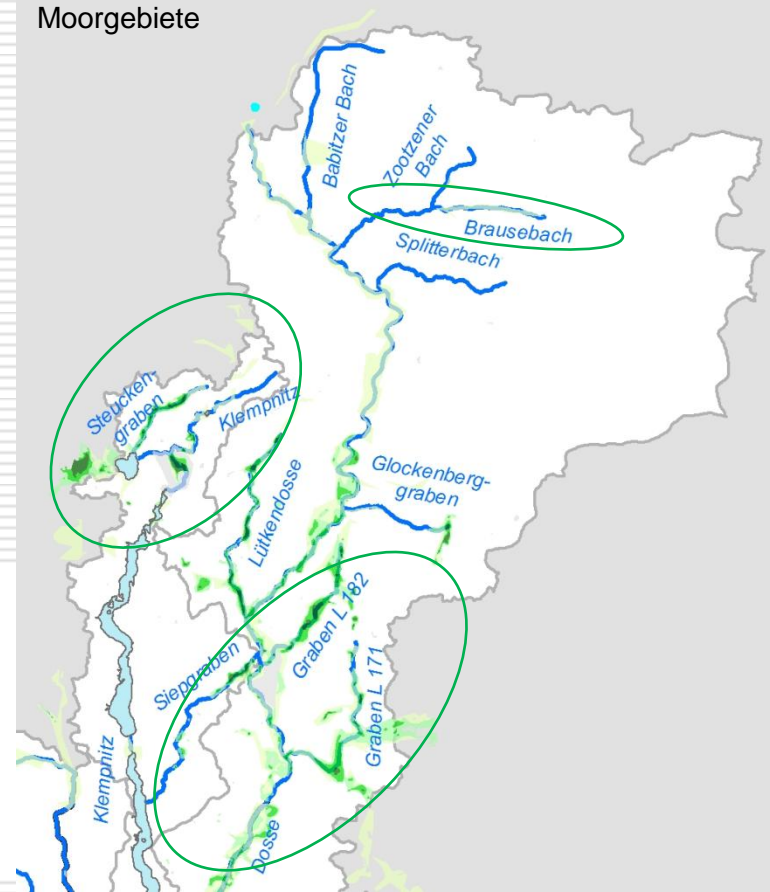 Moorgebiete
Babitzer Bach
Zootzener
Bach
Brausebach
Splitterbach
Steucken-
graben
Klempnitz
Glockenberg-
graben
Lütkendosse
Graben L 182
Siepgraben
Graben L 171
Klempnitz
Dosse